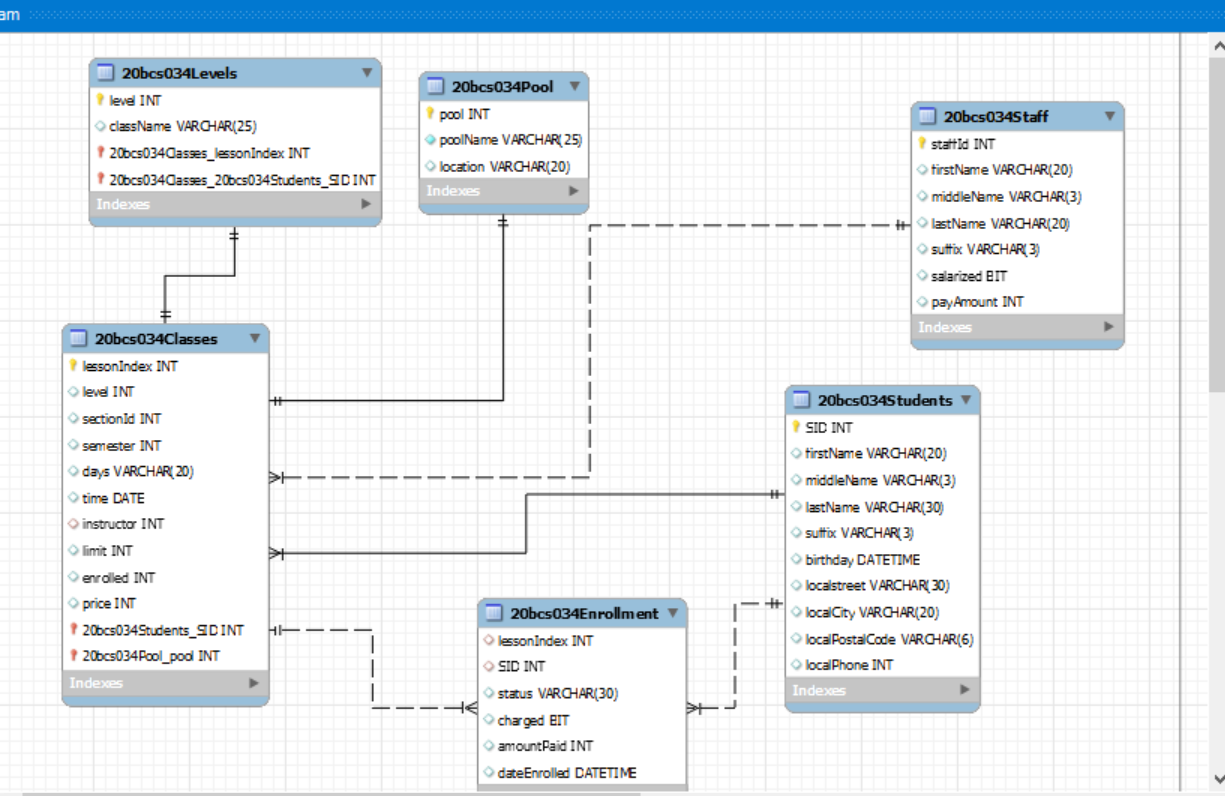 am
20bcs034Levels
level INT
className VARCHAR(25)
20bcs034Classes_lessonIndex INT
20bcs034Classes_20bcs034Students_SID INT
Indexes
20bcs034Pool
pool INT
poolName VARCHAR(25)
location VARCHAR(20)
Indexes
20bcs034Staff
staffId INT
firstName VARCHAR(20)
middleName VARCHAR(3)
lastName VARCHAR(20)
suffix VARCHAR(3)
salarized BIT
payAmount INT
Indexes
20bcs034Classes
lessonIndex INT
level INT
sectionId INT
semester INT
days VARCHAR(20)
time DATE
instructor INT
limit INT
enrolled INT
price INT
20bcs034Students_SID INT
20bcs034Pool_pool INT
Indexes
20bcs034Students
SID INT
firstName VARCHAR(20)
middleName VARCHAR(3)
lastName VARCHAR(30)
suffix VARCHAR(3)
birthday DATETIME
localstreet VARCHAR(30)
localCity VARCHAR(20)
localPostalCode VARCHAR(6)
localPhone INT
Indexes
20bcs034Enrollment
lessonIndex INT
SID INT
status VARCHAR(30)
charged BIT
amountPaid INT
dateEnrolled DATETIME